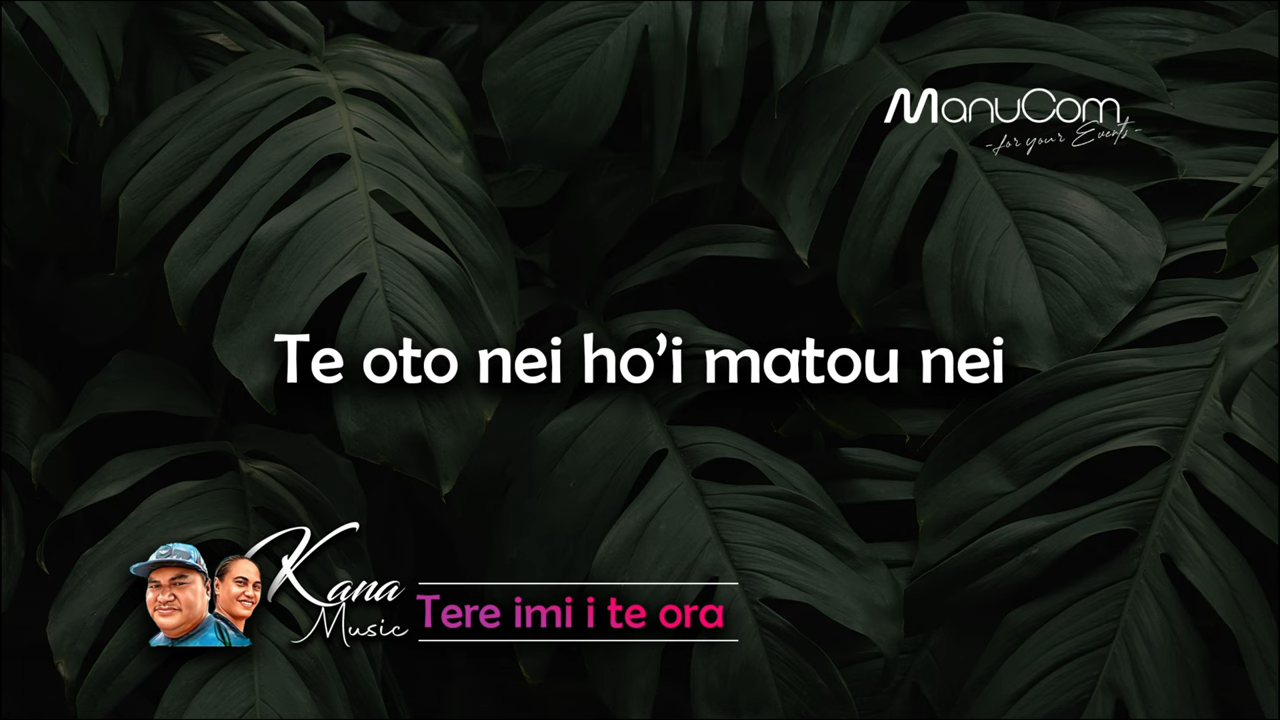 ManuCom
-for your Events-
Te oto nei ho’i matou nei
Kana
Music
Tere imi i te ora